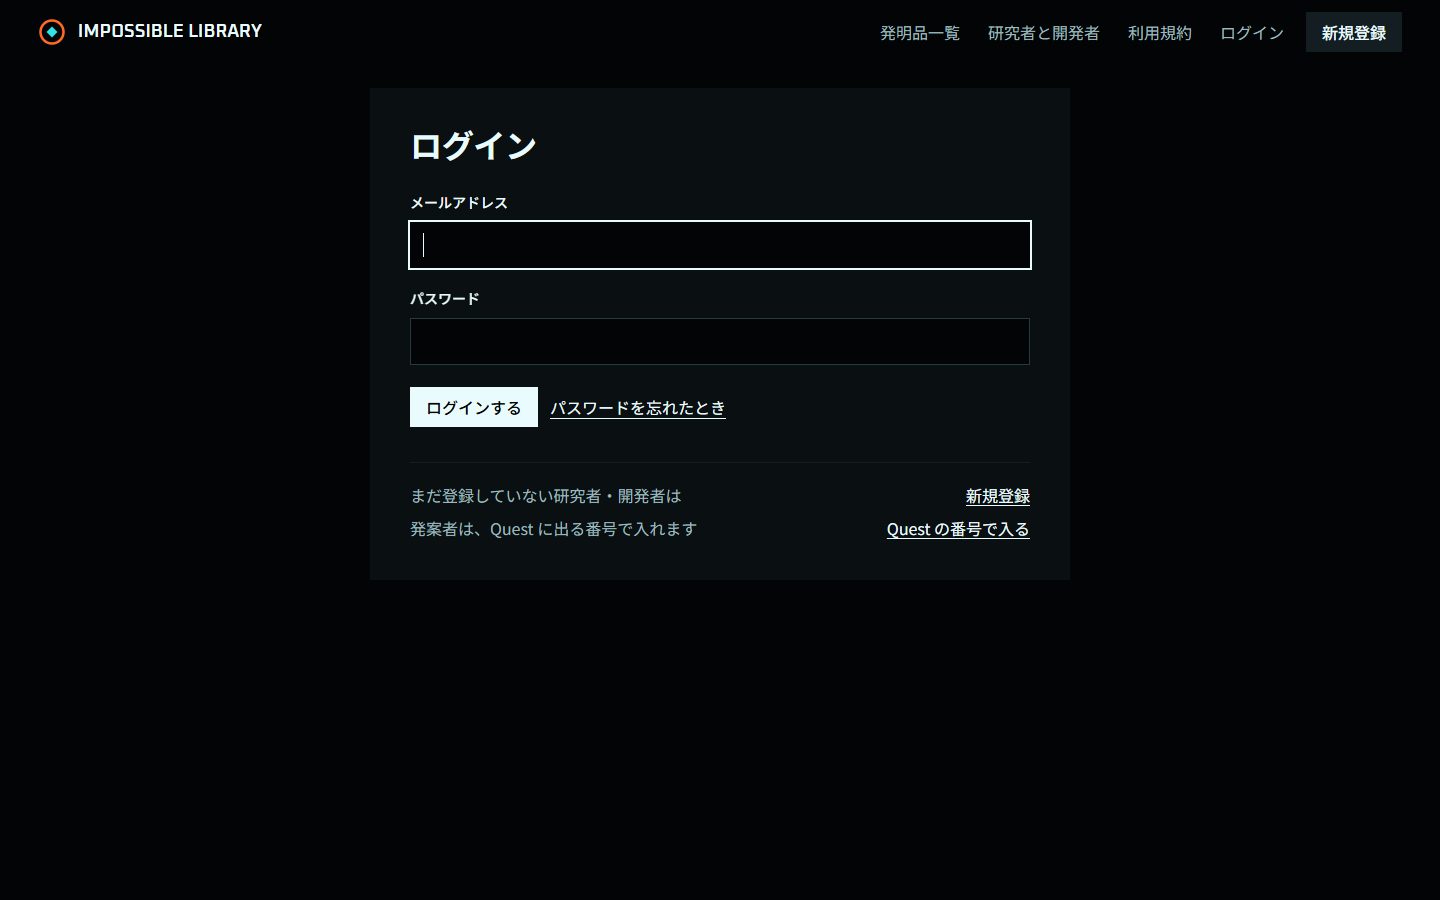 IMPOSSIBLE LIBRARY
発明品一覧 研究者と開発者 利用規約 ログイン 新規登録
ログイン
メールアドレス
パスワード
ログインする パスワードを忘れたとき
まだ登録していない研究者・開発者は 新規登録
発案者は、Quest に出る番号で入れます Quest の番号で入る